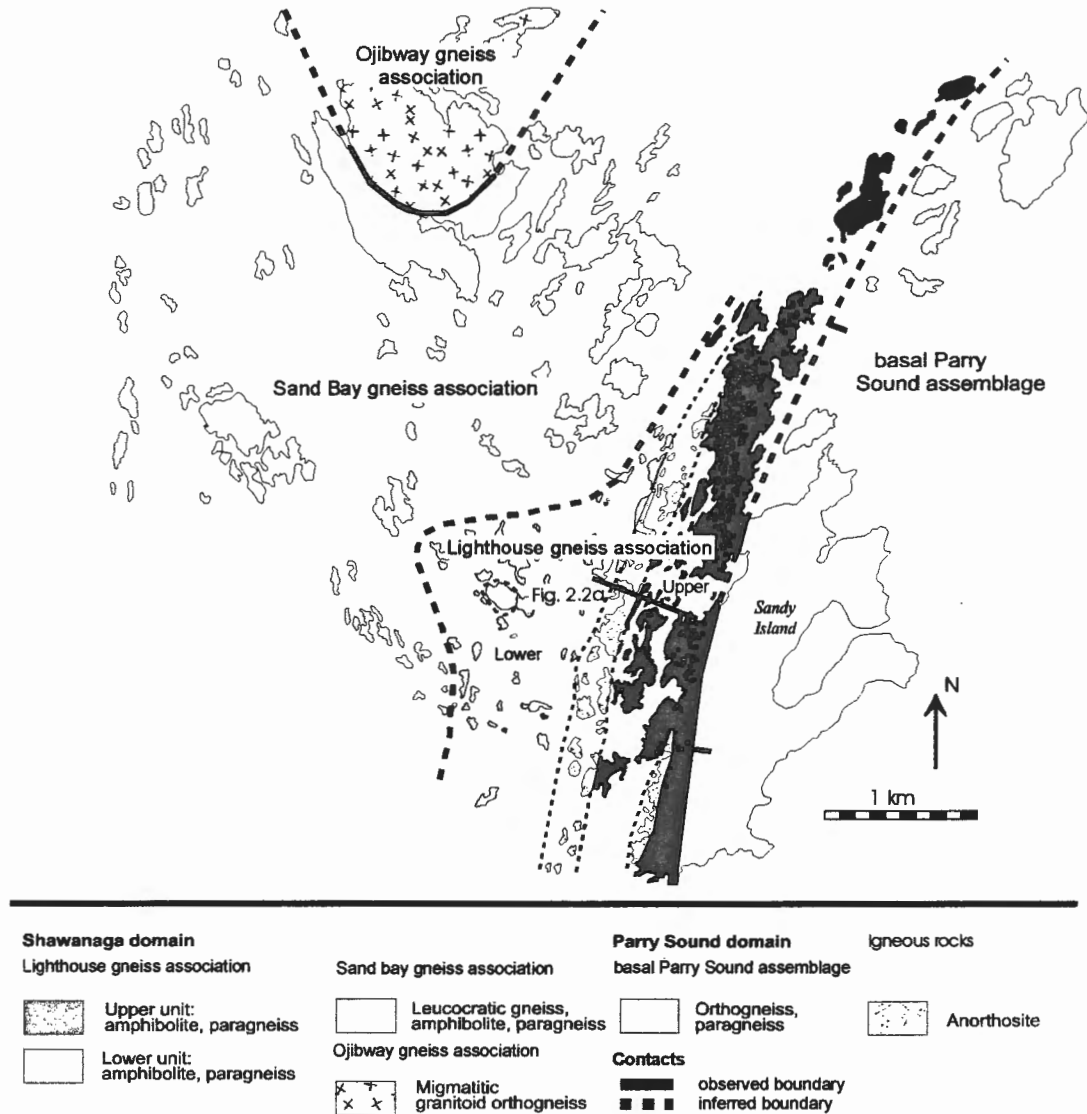 Ojibway gneiss
association
Sand Bay gneiss association
basal Parry
Sound assemblage
Lighthouse gneiss association
Fig. 2.2a
Upper
Lower
Sandy
Island
N
1 km
Shawanaga domain
Lighthouse gneiss association
Upper unit:
amphibolite, paragneiss
Lower unit:
amphibolite, paragneiss
Sand bay gneiss association
Leucocratic gneiss,
amphibolite, paragneiss
Ojibway gneiss association
Migmatitic
granitoid orthogneiss
Parry Sound domain
basal Parry Sound assemblage
Orthogneiss,
paragneiss
Contacts
observed boundary
inferred boundary
Igneous rocks
Anorthosite